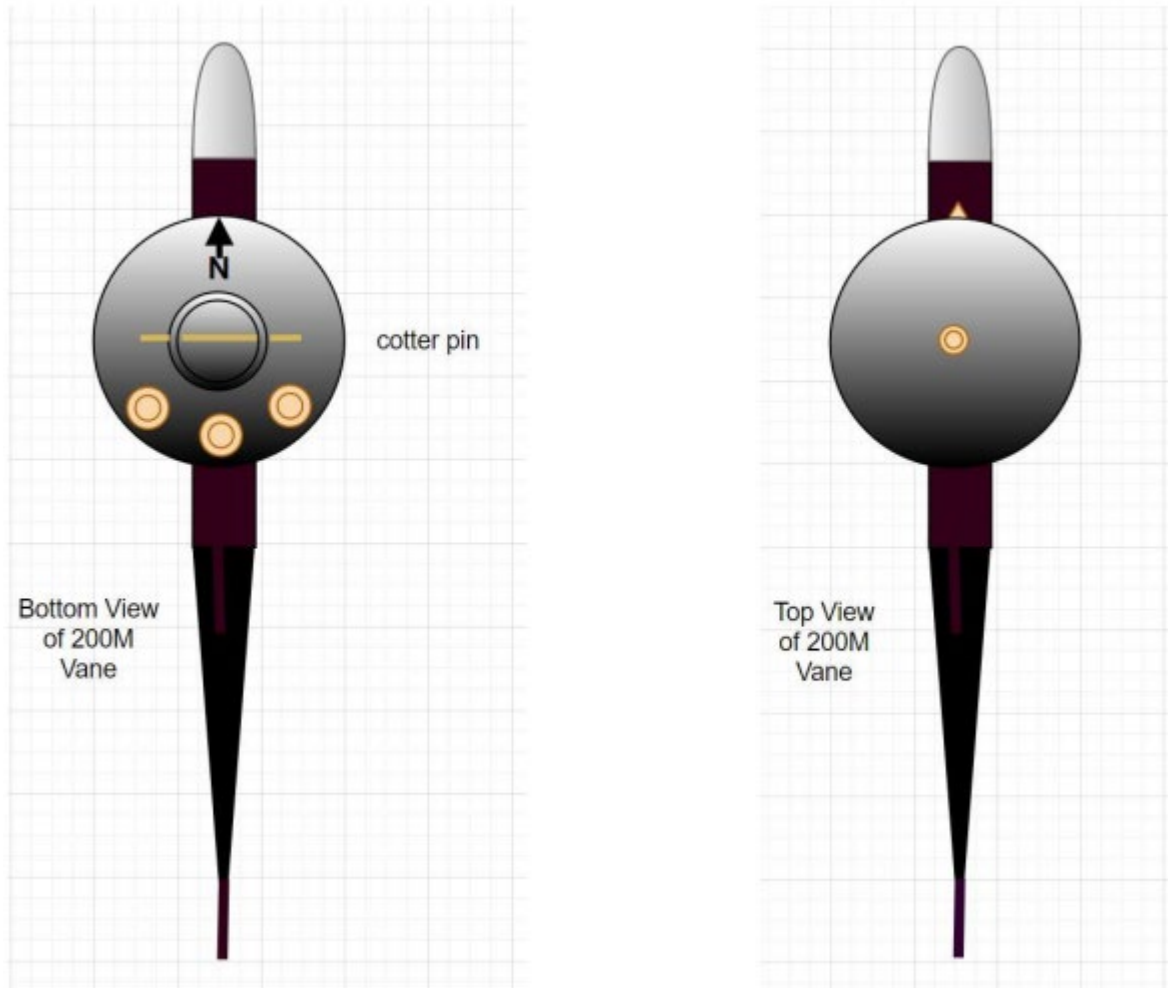 N
cotter pin
Bottom View
of 200M
Vane
Top View
of 200M
Vane